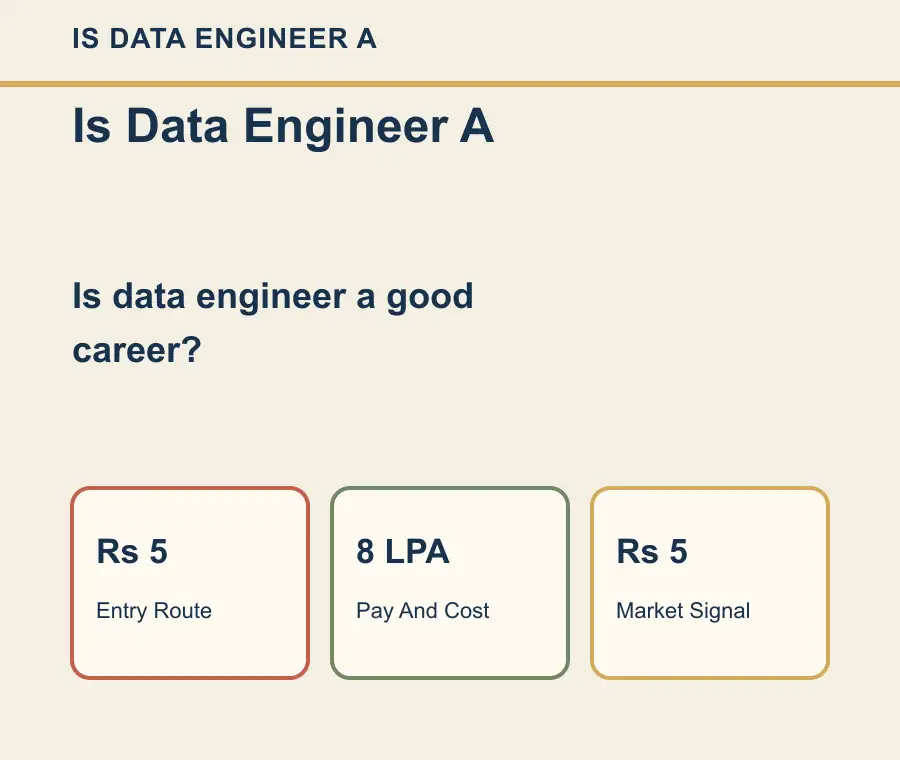 IS DATA ENGINEER A
Is Data Engineer A
Is data engineer a good
career?
Rs 5
Entry Route
8 LPA
Pay And Cost
Rs 5
Market Signal